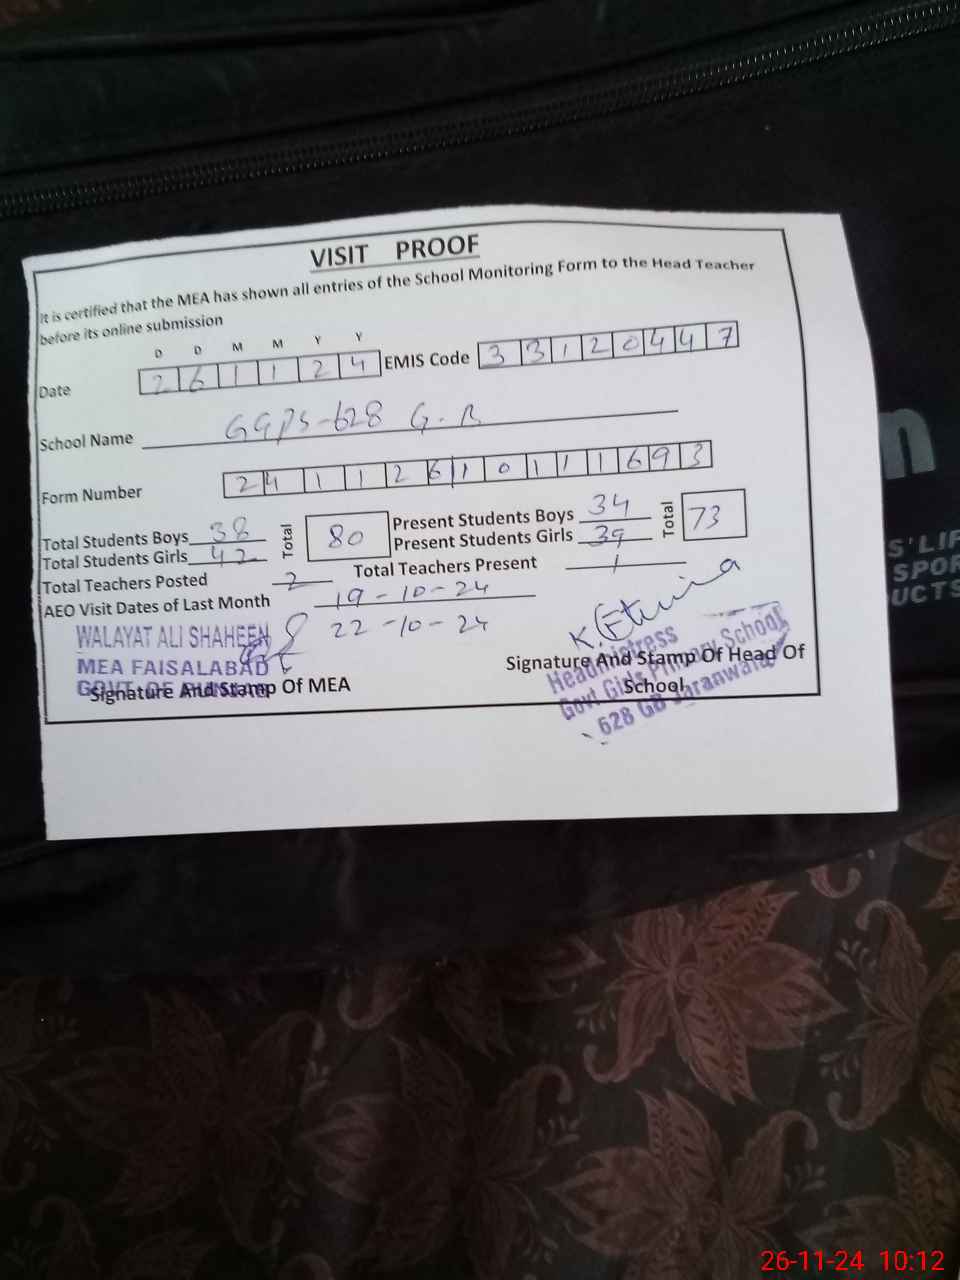 VISIT PROOF
It is certified that the MEA has shown all entries of the School Monitoring Form to the Head Teacher
before its online submission
D D M M Y Y
Date 2 6 1 1 2 4 EMIS Code 3 3 1 2 0 4 4 7
School Name GGPS-628 G-B
Form Number 2 4 1 1 2 6 1 0 1 1 1 6 9 3
Total Students Boys 38 Total 80 Present Students Boys 34 Total 73
Total Students Girls 42 Present Students Girls 39
Total Teachers Posted 2 Total Teachers Present 1
AEO Visit Dates of Last Month 19-10-24
22-10-24
WALAYAT ALI SHAHEEN
MEA FAISALABAD
Signature And Stamp Of MEA
Signature And Stamp Of Head Of
School
Headmistress
Govt Girls Primary School
628 GB Jaranwala
S'LIF
SPOR
UCTS
26-11-24 10:12